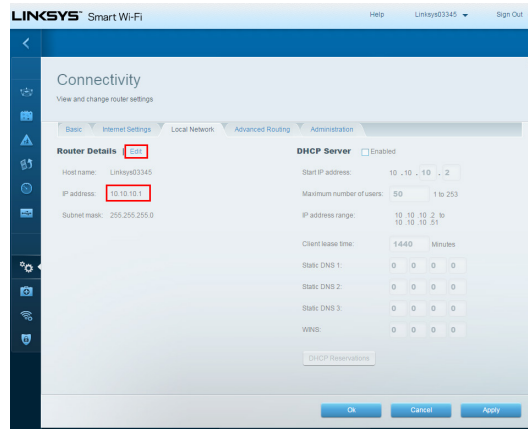 LINKSYS Smart Wi-Fi Help Linksys03345 Sign Out
Connectivity
View and change router settings
Basic Internet Settings Local Network Advanced Routing Administration
Router Details | Edit
Host name: Linksys03345
IP address: 10.10.10.1
Subnet mask: 255.255.255.0
DHCP Server Enabled
Start IP address: 10 . 10 . 10 . 2
Maximum number of users: 50 1 to 253
IP address range: 10 .10 .10 .2 to
10 .10 .10 .51
Client lease time: 1440 Minutes
Static DNS 1: 0 0 0 0
Static DNS 2: 0 0 0 0
Static DNS 3: 0 0 0 0
WINS: 0 0 0 0
DHCP Reservations
Ok Cancel Apply